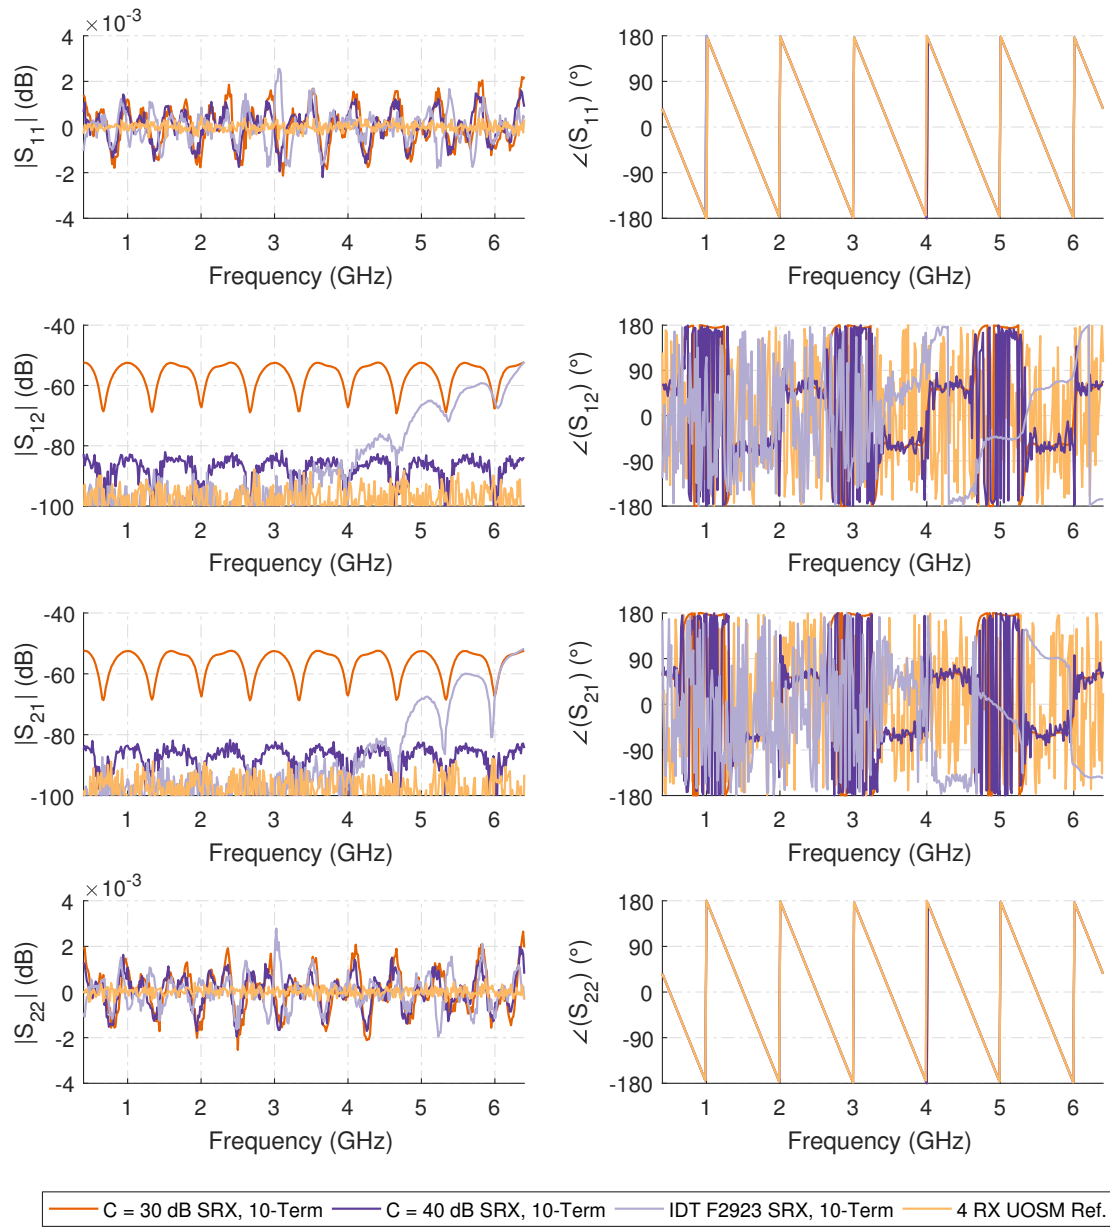 ×10⁻³
4
2
0
-2
-4
|S₁₁| (dB)
1 2 3 4 5 6
Frequency (GHz)
180
90
0
-90
-180
∠(S₁₁) (°)
1 2 3 4 5 6
Frequency (GHz)
-40
-60
-80
-100
|S₁₂| (dB)
1 2 3 4 5 6
Frequency (GHz)
180
90
0
-90
-180
∠(S₁₂) (°)
1 2 3 4 5 6
Frequency (GHz)
-40
-60
-80
-100
|S₂₁| (dB)
1 2 3 4 5 6
Frequency (GHz)
180
90
0
-90
-180
∠(S₂₁) (°)
1 2 3 4 5 6
Frequency (GHz)
×10⁻³
4
2
0
-2
-4
|S₂₂| (dB)
1 2 3 4 5 6
Frequency (GHz)
180
90
0
-90
-180
∠(S₂₂) (°)
1 2 3 4 5 6
Frequency (GHz)
C = 30 dB SRX, 10-Term C = 40 dB SRX, 10-Term IDT F2923 SRX, 10-Term 4 RX UOSM Ref.